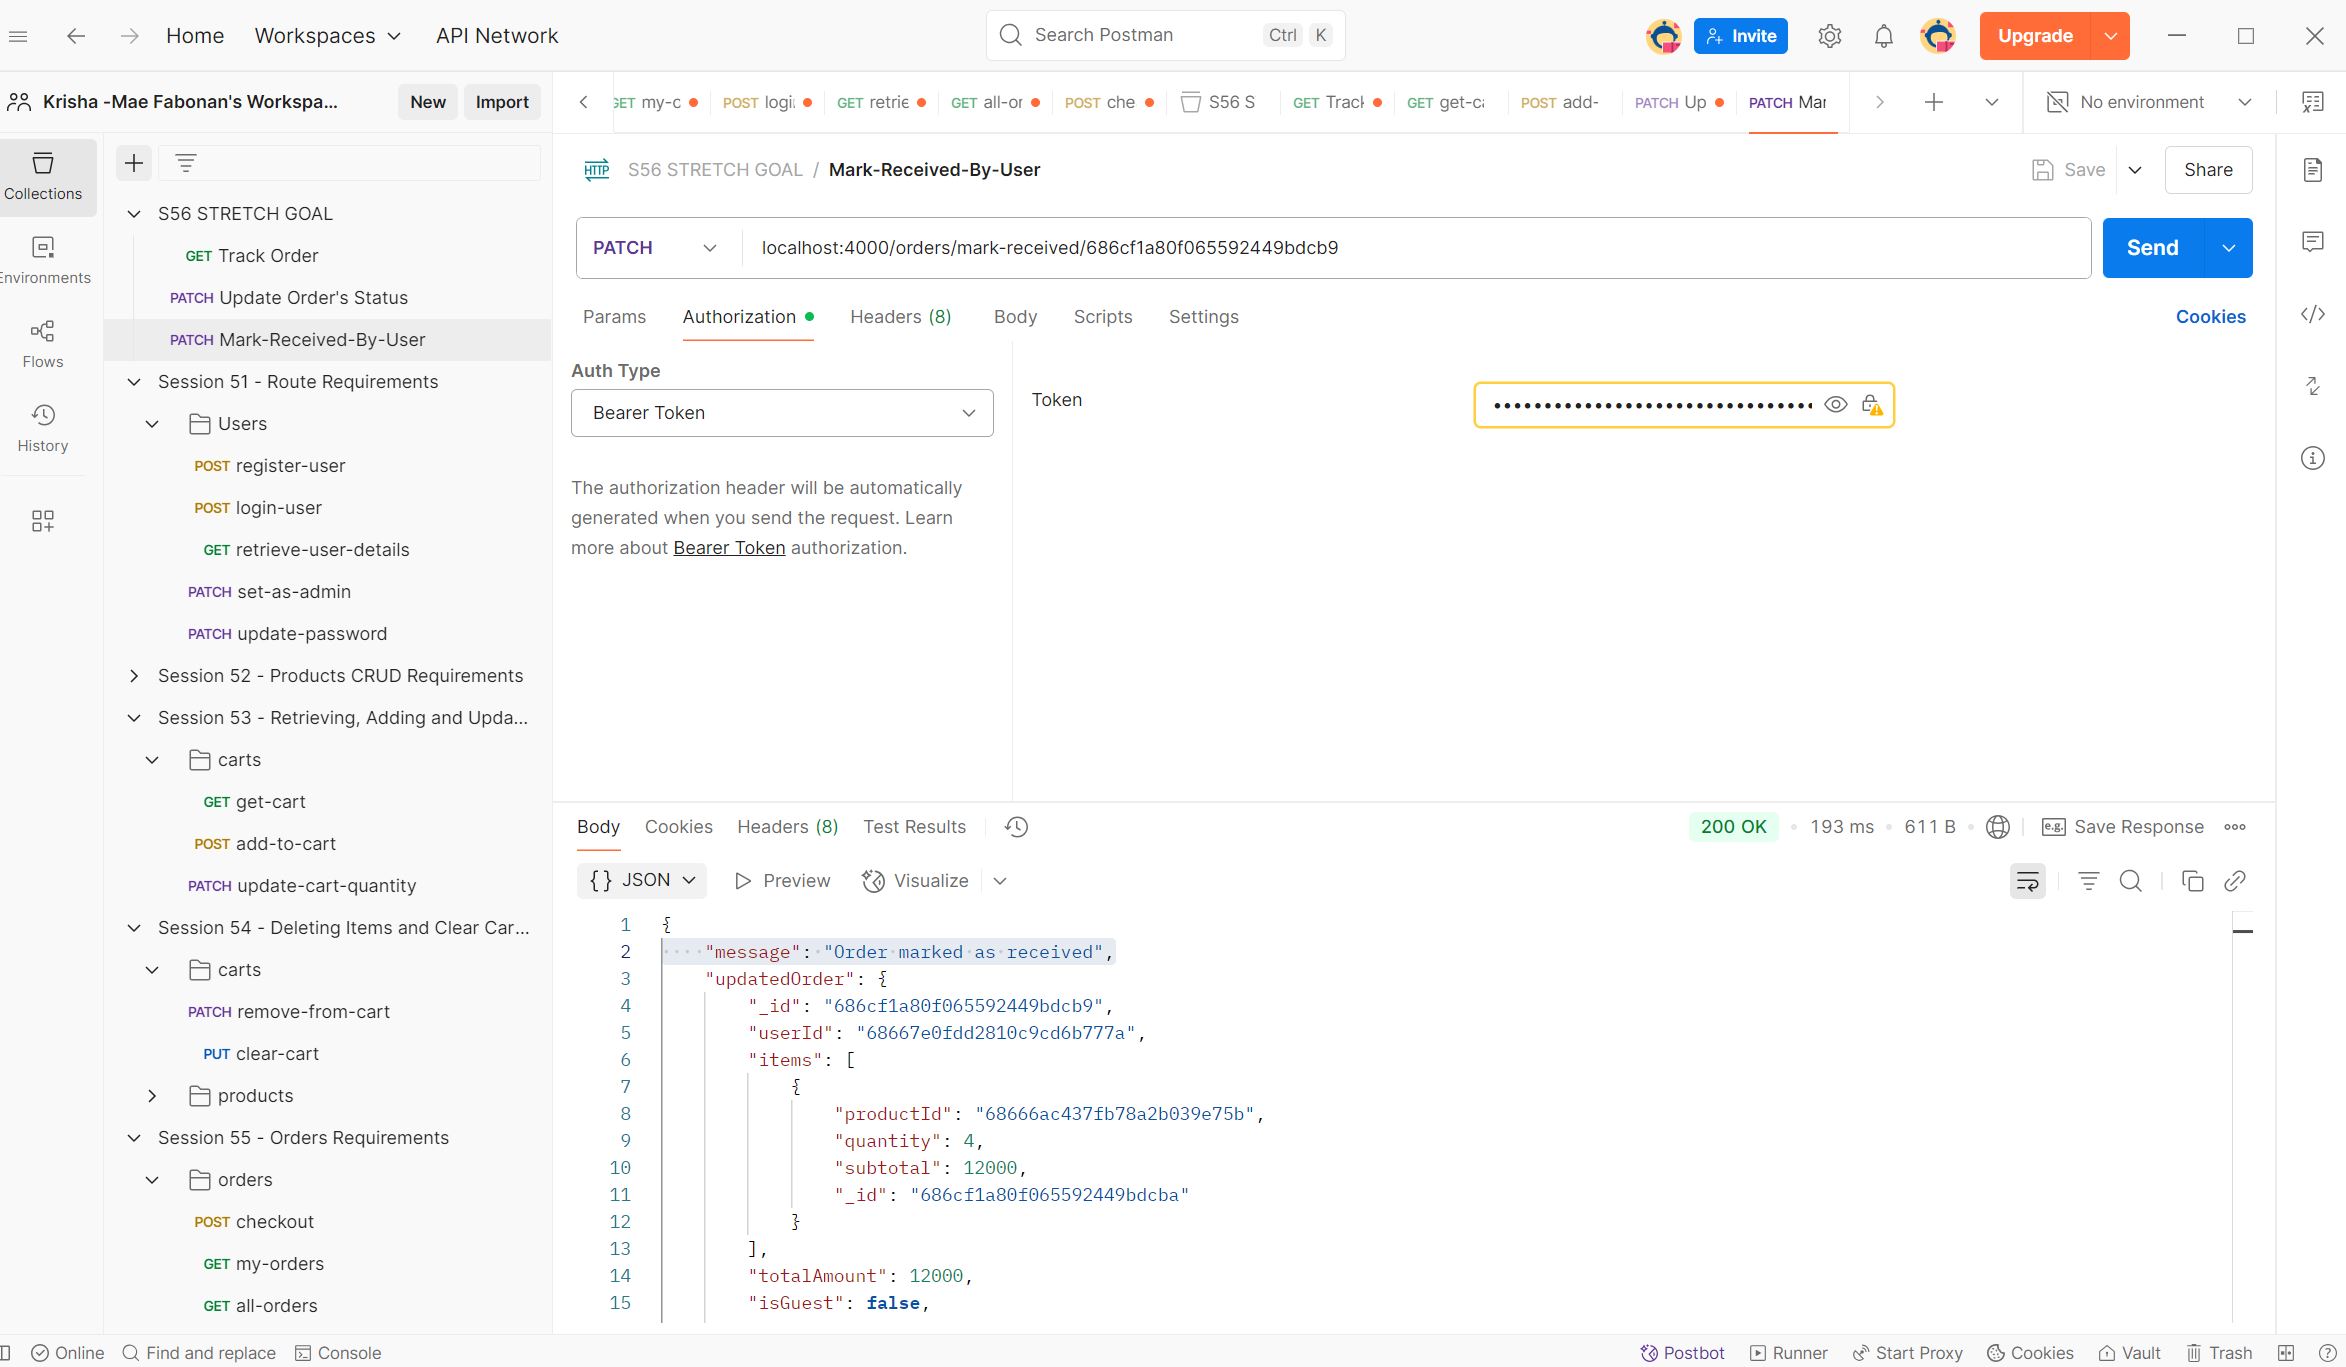 Home Workspaces API Network
Search Postman Ctrl K
Invite
Upgrade
Krisha -Mae Fabonan's Workspa... New Import
GET my-c POST logi GET retrie GET all-or POST che S56 S GET Track GET get-ca POST add- PATCH Up PATCH Mar
No environment
Collections
Environments
Flows
History
S56 STRETCH GOAL
GET Track Order
PATCH Update Order's Status
PATCH Mark-Received-By-User
Session 51 - Route Requirements
Users
POST register-user
POST login-user
GET retrieve-user-details
PATCH set-as-admin
PATCH update-password
Session 52 - Products CRUD Requirements
Session 53 - Retrieving, Adding and Upda...
carts
GET get-cart
POST add-to-cart
PATCH update-cart-quantity
Session 54 - Deleting Items and Clear Car...
carts
PATCH remove-from-cart
PUT clear-cart
products
Session 55 - Orders Requirements
orders
POST checkout
GET my-orders
GET all-orders
HTTP S56 STRETCH GOAL / Mark-Received-By-User
Save Share
PATCH localhost:4000/orders/mark-received/686cf1a80f065592449bdcb9
Send
Params Authorization Headers (8) Body Scripts Settings
Cookies
Auth Type
Bearer Token
The authorization header will be automatically
generated when you send the request. Learn
more about Bearer Token authorization.
Token
Body Cookies Headers (8) Test Results
200 OK • 193 ms • 611 B • e.g. Save Response
{} JSON Preview Visualize
1 {
2 "message": "Order marked as received",
3 "updatedOrder": {
4 "_id": "686cf1a80f065592449bdcb9",
5 "userId": "68667e0fdd2810c9cd6b777a",
6 "items": [
7 {
8 "productId": "68666ac437fb78a2b039e75b",
9 "quantity": 4,
10 "subtotal": 12000,
11 "_id": "686cf1a80f065592449bdcba"
12 }
13 ],
14 "totalAmount": 12000,
15 "isGuest": false,
Online Find and replace Console
Postbot Runner Start Proxy Cookies Vault Trash